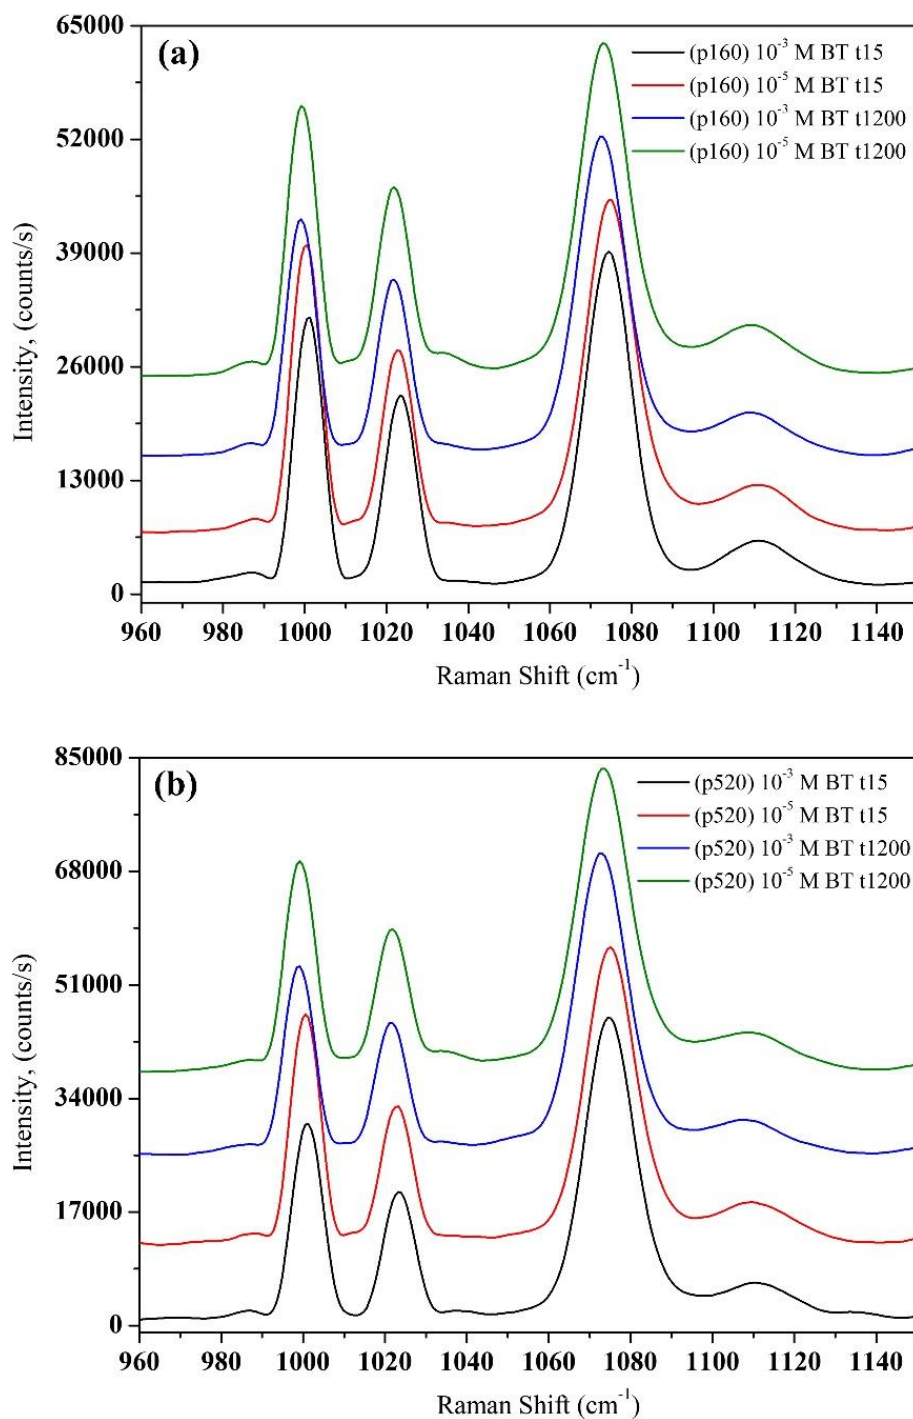 65000
(a)
(p160) 10⁻³ M BT t15
(p160) 10⁻⁵ M BT t15
(p160) 10⁻³ M BT t1200
(p160) 10⁻⁵ M BT t1200
52000
39000
26000
13000
0
Intensity, (counts/s)
960 980 1000 1020 1040 1060 1080 1100 1120 1140
Raman Shift (cm⁻¹)
85000
(b)
(p520) 10⁻³ M BT t15
(p520) 10⁻⁵ M BT t15
(p520) 10⁻³ M BT t1200
(p520) 10⁻⁵ M BT t1200
68000
51000
34000
17000
0
Intensity, (counts/s)
960 980 1000 1020 1040 1060 1080 1100 1120 1140
Raman Shift (cm⁻¹)